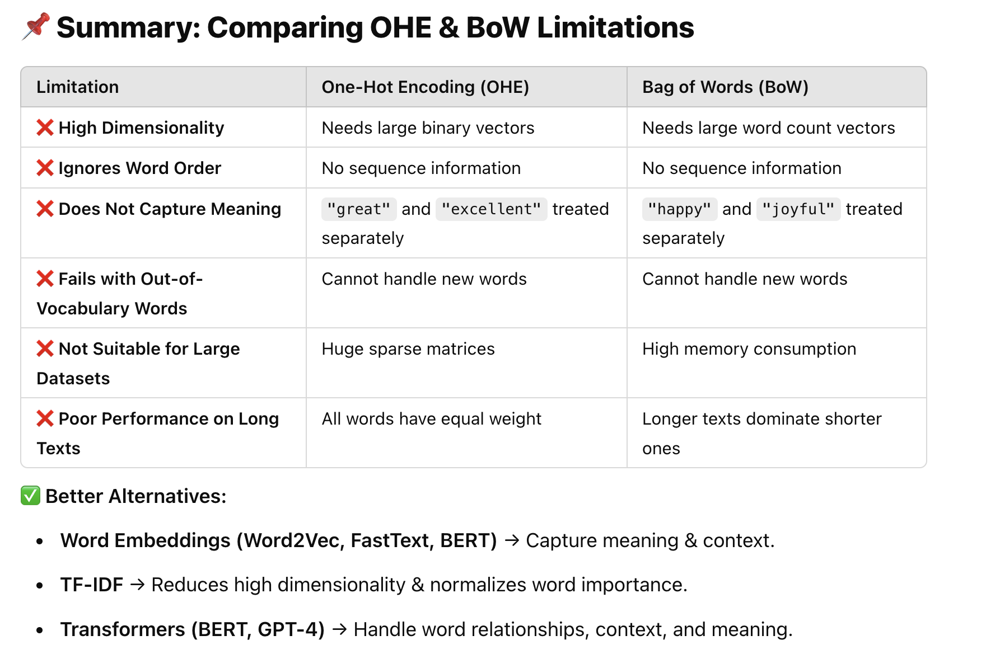 📌 Summary: Comparing OHE & BoW Limitations
Limitation One-Hot Encoding (OHE) Bag of Words (BoW)
❌ High Dimensionality Needs large binary vectors Needs large word count vectors
❌ Ignores Word Order No sequence information No sequence information
❌ Does Not Capture Meaning "great" and "excellent" treated "happy" and "joyful" treated
separately separately
❌ Fails with Out-of- Cannot handle new words Cannot handle new words
Vocabulary Words
❌ Not Suitable for Large Huge sparse matrices High memory consumption
Datasets
❌ Poor Performance on Long All words have equal weight Longer texts dominate shorter
Texts ones
✅ Better Alternatives:
• Word Embeddings (Word2Vec, FastText, BERT) → Capture meaning & context.
• TF-IDF → Reduces high dimensionality & normalizes word importance.
• Transformers (BERT, GPT-4) → Handle word relationships, context, and meaning.